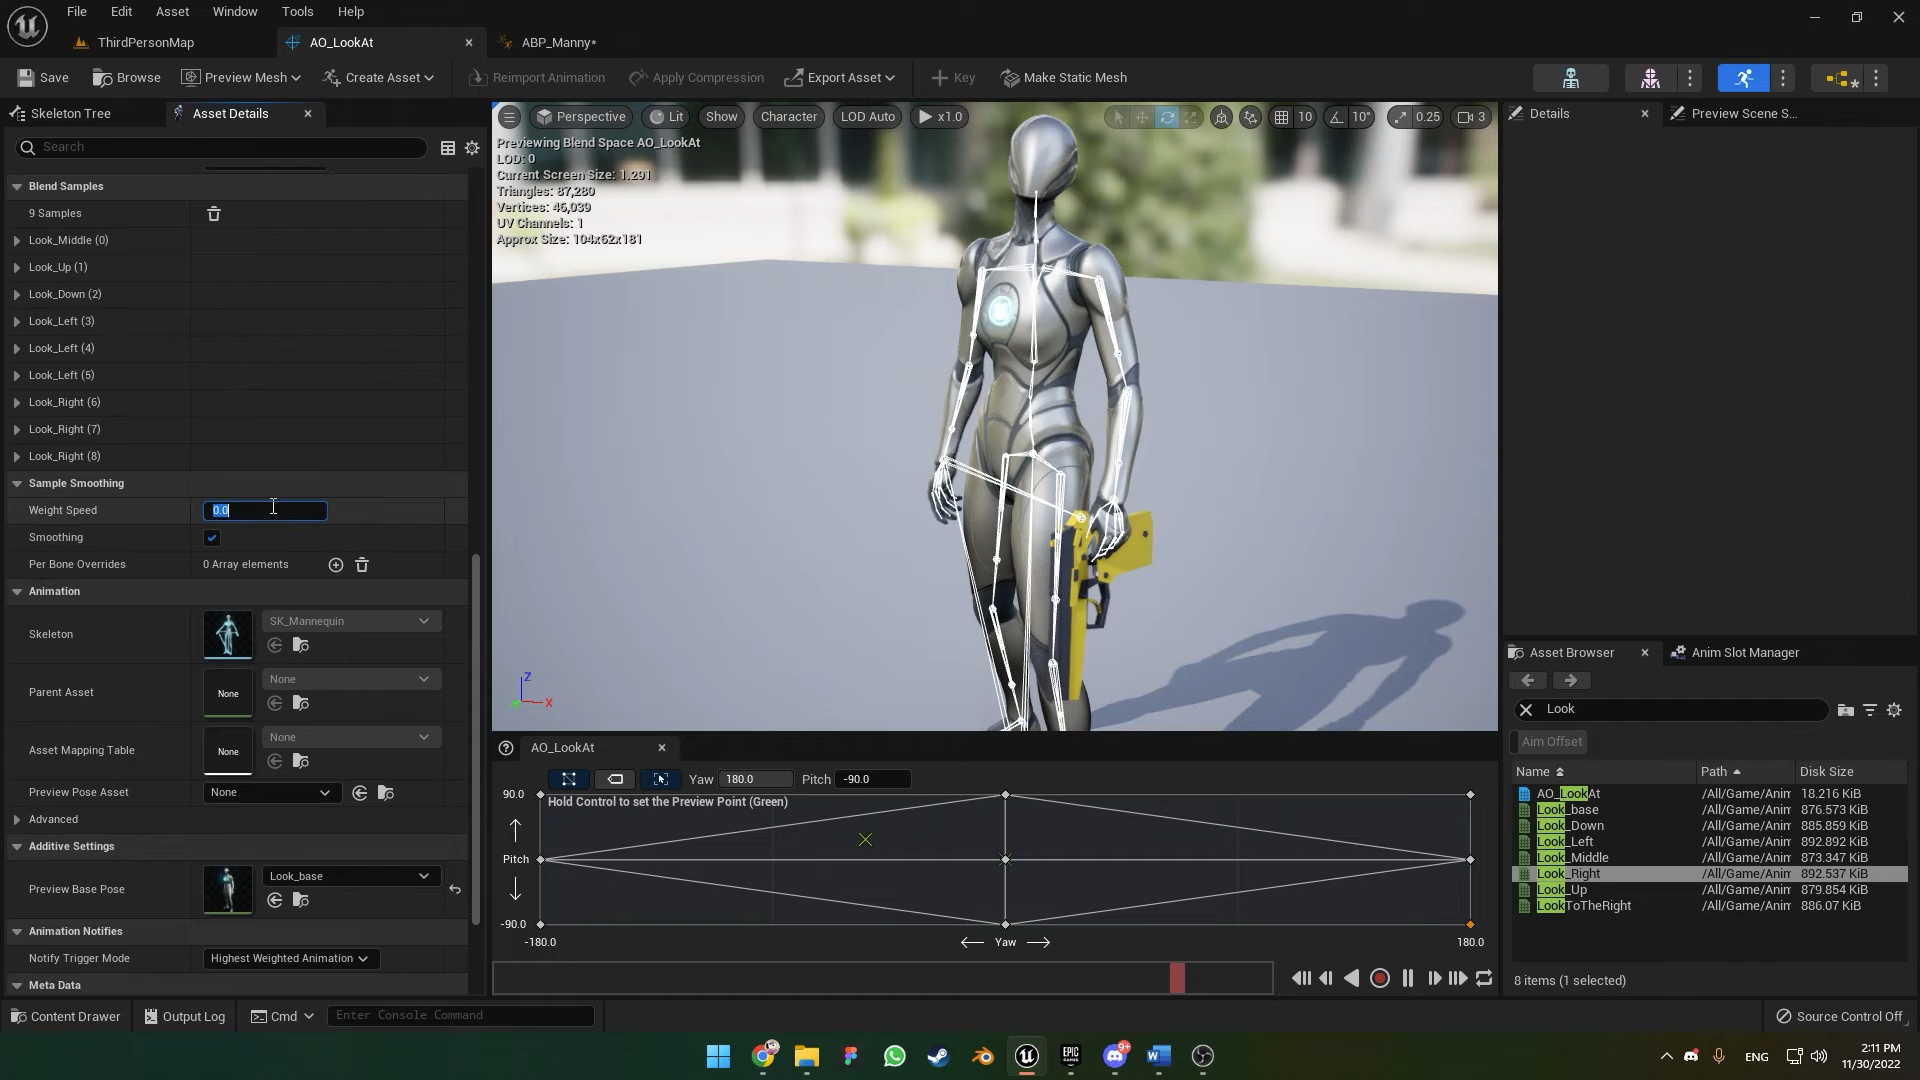 File Edit Asset Window Tools Help
ThirdPersonMap
AO_LookAt
ABP_Manny*
Save
Browse
Preview Mesh
Create Asset
Reimport Animation
Apply Compression
Export Asset
Key
Make Static Mesh
Skeleton Tree
Asset Details
Search
Blend Samples
9 Samples
Look_Middle (0)
Look_Up (1)
Look_Down (2)
Look_Left (3)
Look_Left (4)
Look_Left (5)
Look_Right (6)
Look_Right (7)
Look_Right (8)
Sample Smoothing
Weight Speed 0.0
Smoothing
Per Bone Overrides 0 Array elements
Animation
Skeleton SK_Mannequin
Parent Asset None None
Asset Mapping Table None None
Preview Pose Asset None
Advanced
Additive Settings
Preview Base Pose Look_base
Animation Notifies
Notify Trigger Mode Highest Weighted Animation
Meta Data
Perspective Lit Show Character LOD Auto x1.0 10 10° 0.25 3
Previewing Blend Space AO_LookAt
LOD: 0
Current Screen Size: 1.291
Triangles: 87,280
Vertices: 46,039
UV Channels: 1
Approx Size: 104x62x181
Z
X
AO_LookAt
Yaw 180.0 Pitch -90.0
90.0
Hold Control to set the Preview Point (Green)
Pitch
-90.0
-180.0 Yaw 180.0
Details
Preview Scene S...
Asset Browser
Anim Slot Manager
Look
Aim Offset
Name Path Disk Size
AO_LookAt /All/Game/Anim 18.216 KiB
Look_base /All/Game/Anim 876.573 KiB
Look_Down /All/Game/Anim 885.859 KiB
Look_Left /All/Game/Anim 892.892 KiB
Look_Middle /All/Game/Anim 873.347 KiB
Look_Right /All/Game/Anim 892.537 KiB
Look_Up /All/Game/Anim 879.854 KiB
LookToTheRight /All/Game/Anim 886.07 KiB
8 items (1 selected)
Content Drawer
Output Log
Cmd
Enter Console Command
Source Control Off
EPIC GAMES
9+
W
ENG
2:11 PM
11/30/2022